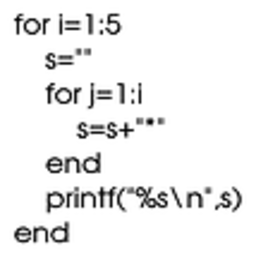 for i=1:5
s=""
for j=1:i
s=s+"*"
end
printf("%s\n",s)
end